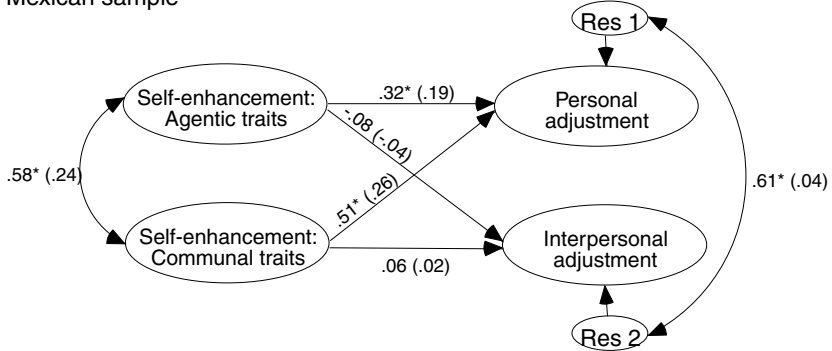 Mexican sample
Res 1
Self-enhancement:
Agentic traits
.32* (.19)
Personal
adjustment
-.08 (-.04)
.58* (.24)
.61* (.04)
.51* (.26)
Self-enhancement:
Communal traits
.06 (.02)
Interpersonal
adjustment
Res 2